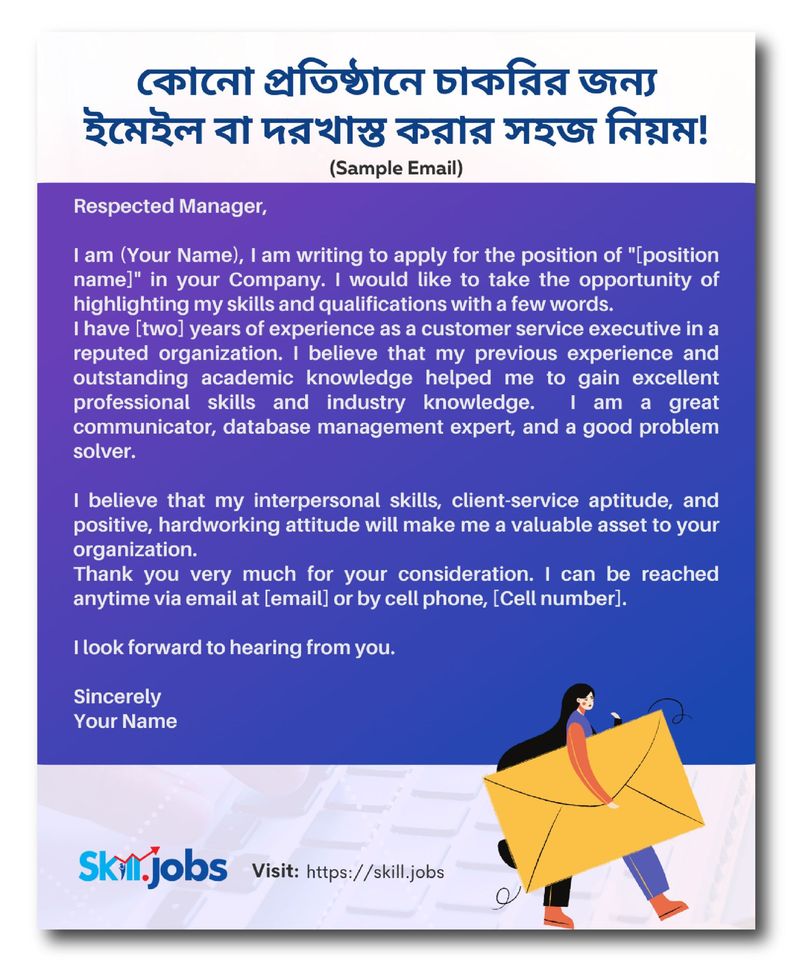 কোনো প্রতিষ্ঠানে চাকরির জন্য
ইমেইল বা দরখাস্ত করার সহজ নিয়ম!
(Sample Email)
Respected Manager,
I am (Your Name), I am writing to apply for the position of "[position
name]" in your Company. I would like to take the opportunity of
highlighting my skills and qualifications with a few words.
I have [two] years of experience as a customer service executive in a
reputed organization. I believe that my previous experience and
outstanding academic knowledge helped me to gain excellent
professional skills and industry knowledge. I am a great
communicator, database management expert, and a good problem
solver.
I believe that my interpersonal skills, client-service aptitude, and
positive, hardworking attitude will make me a valuable asset to your
organization.
Thank you very much for your consideration. I can be reached
anytime via email at [email] or by cell phone, [Cell number].
I look forward to hearing from you.
Sincerely
Your Name
Skill.jobs
Visit: https://skill.jobs